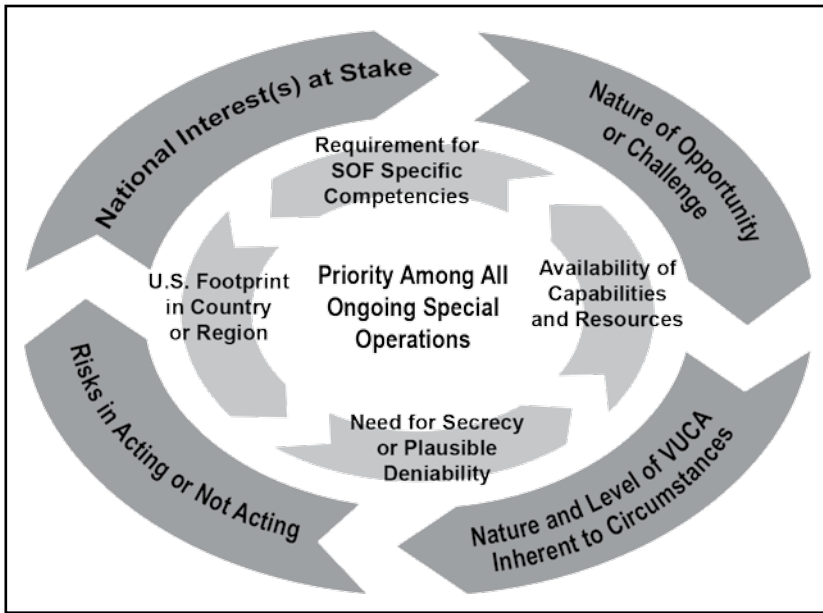 National Interest(s) at Stake
Nature of Opportunity
or Challenge
Requirement for
SOF Specific
Competencies
U.S. Footprint
in Country
or Region
Priority Among All
Ongoing Special
Operations
Availability of
Capabilities
and Resources
Need for Secrecy
or Plausible
Deniability
Risks in Acting or Not Acting
Nature and Level of VUCA
Inherent to Circumstances